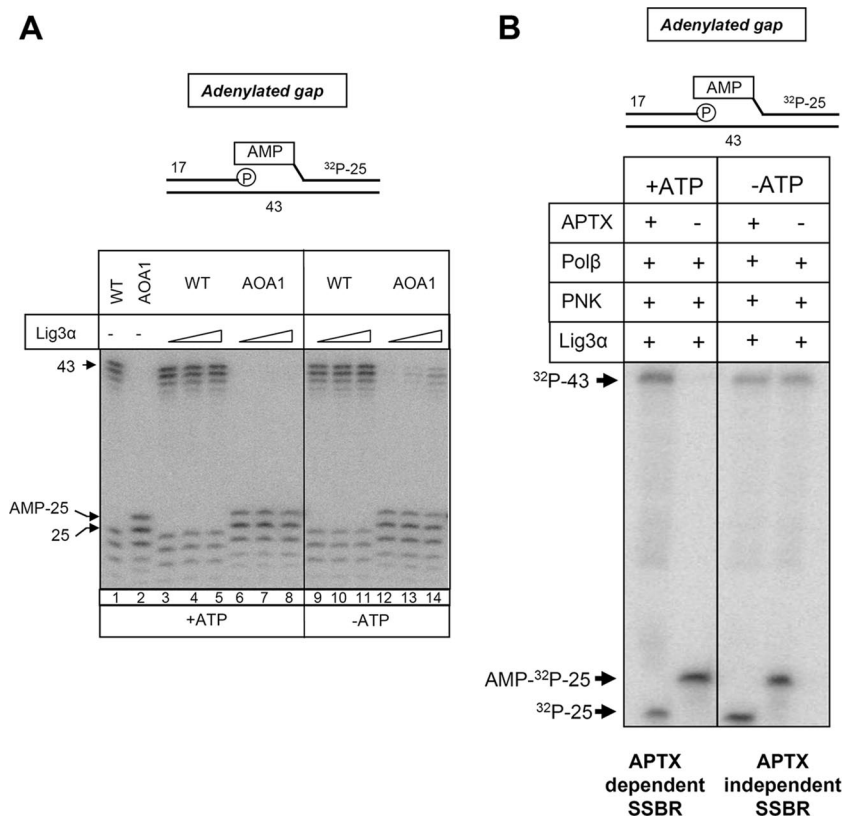 A
Adenylated gap
17 AMP ³²P-25
P
43
WT AOA1 WT AOA1 WT AOA1
Lig3α - -
43
AMP-25
25
1 2 3 4 5 6 7 8 9 10 11 12 13 14
+ATP -ATP
B
Adenylated gap
17 AMP ³²P-25
P
43
+ATP -ATP
APTX + - + -
Polβ + + + +
PNK + + + +
Lig3α + + + +
³²P-43
AMP-³²P-25
³²P-25
APTX APTX
dependent independent
SSBR SSBR